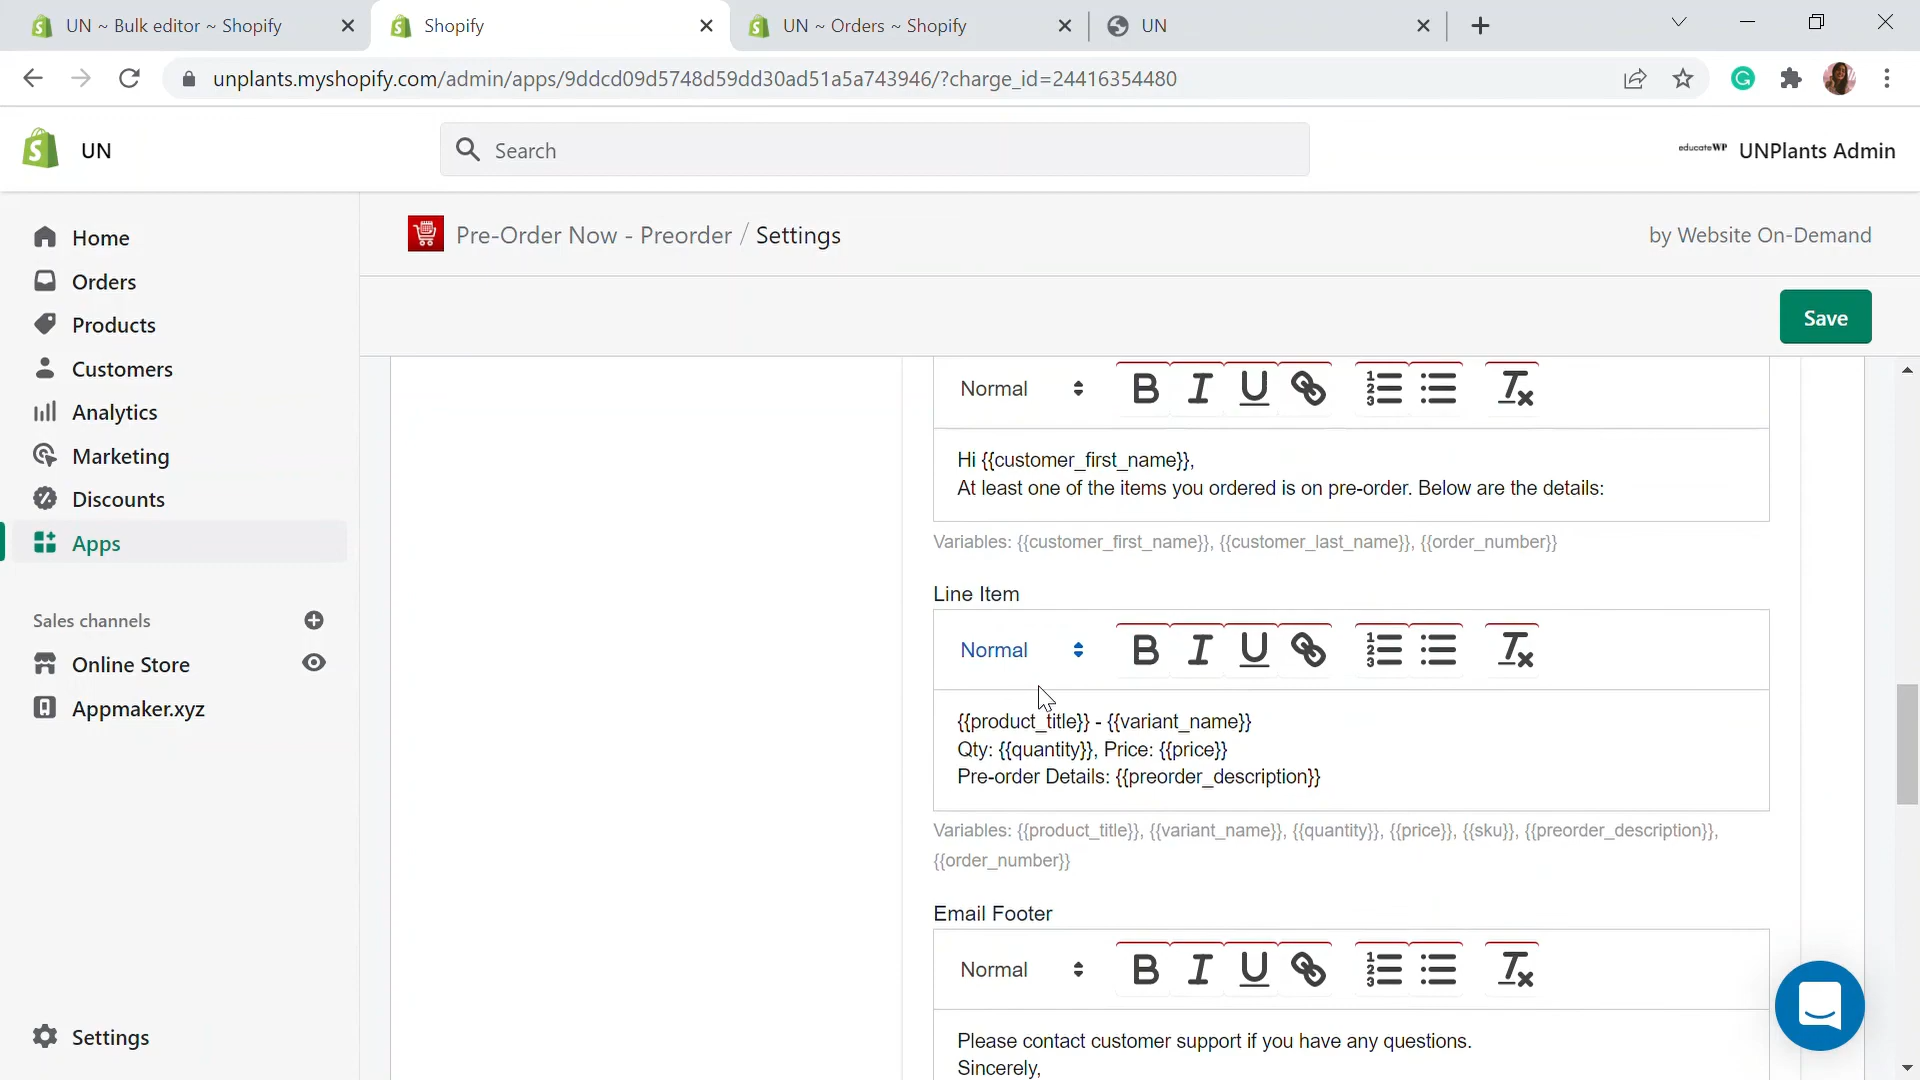 UN ~ Bulk editor ~ Shopify
Shopify
UN ~ Orders ~ Shopify
UN
unplants.myshopify.com/admin/apps/9ddcd09d5748d59dd30ad51a5a743946/?charge_id=24416354480
UN
Search
educateWP
UNPlants Admin
Home
Orders
Products
Customers
Analytics
Marketing
Discounts
Apps
Sales channels
Online Store
Appmaker.xyz
Settings
Pre-Order Now - Preorder / Settings
by Website On-Demand
Save
Normal
Hi {{customer_first_name}},
At least one of the items you ordered is on pre-order. Below are the details:
Variables: {{customer_first_name}}, {{customer_last_name}}, {{order_number}}
Line Item
Normal
{{product_title}} - {{variant_name}}
Qty: {{quantity}}, Price: {{price}}
Pre-order Details: {{preorder_description}}
Variables: {{product_title}}, {{variant_name}}, {{quantity}}, {{price}}, {{sku}}, {{preorder_description}},
{{order_number}}
Email Footer
Normal
Please contact customer support if you have any questions.
Sincerely,